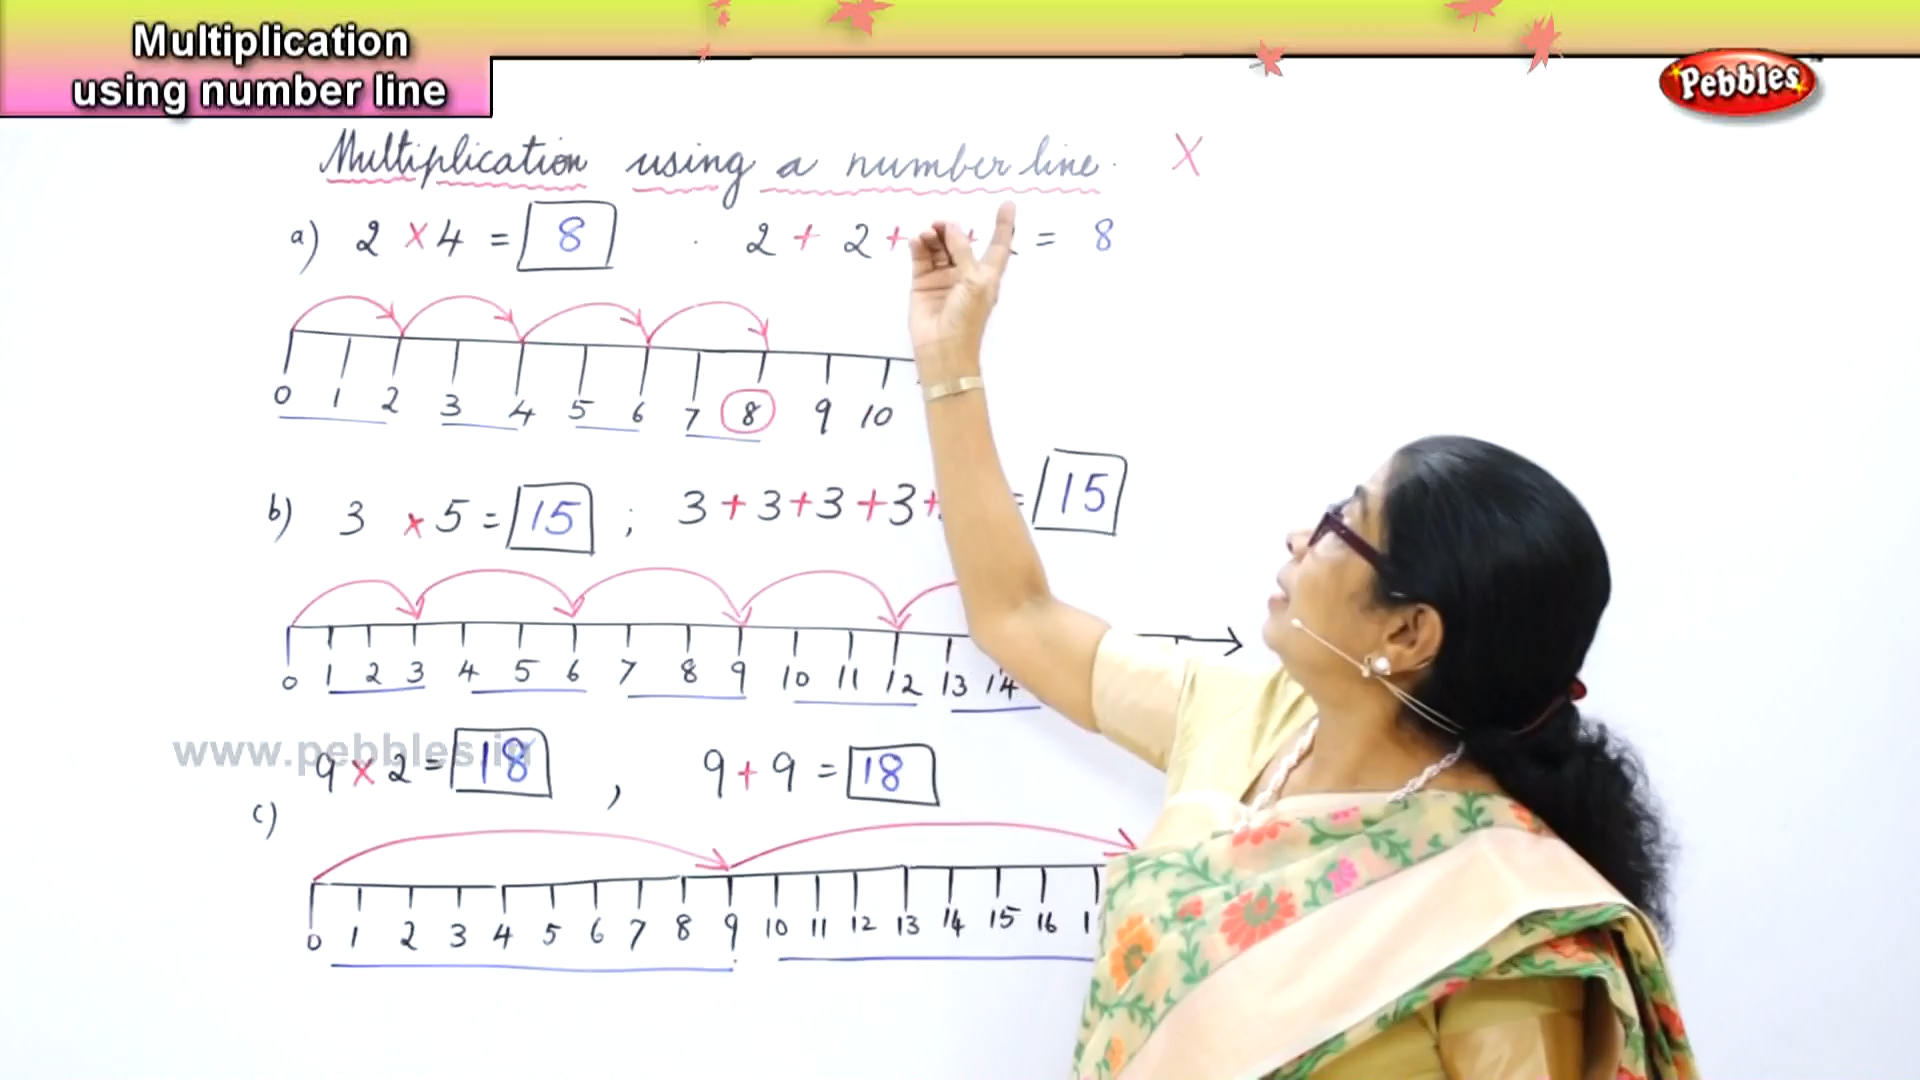 Multiplication
using number line
Pebbles
Multiplication using a number line. X
a) 2 × 4 = 8 2 + 2 + + 2 = 8
0 1 2 3 4 5 6 7 8 9 10
b) 3 × 5 = 15 ; 3 + 3 + 3 + 3 + = 15
0 1 2 3 4 5 6 7 8 9 10 11 12 13 14
www.pebbles.in
c) 9 × 2 = 18 , 9 + 9 = 18
0 1 2 3 4 5 6 7 8 9 10 11 12 13 14 15 16